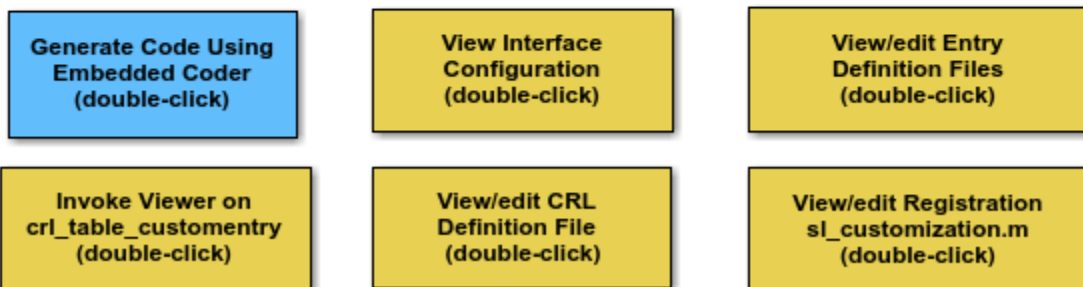 Generate Code Using
Embedded Coder
(double-click)
View Interface
Configuration
(double-click)
View/edit Entry
Definition Files
(double-click)
Invoke Viewer on
crl_table_customentry
(double-click)
View/edit CRL
Definition File
(double-click)
View/edit Registration
sl_customization.m
(double-click)